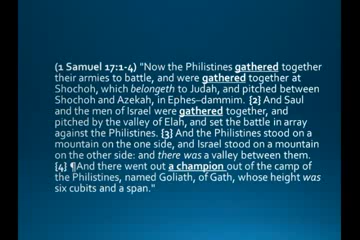 (1 Samuel 17:1-4) "Now the Philistines gathered together
their armies to battle, and were gathered together at
Shochoh, which belongeth to Judah, and pitched between
Shochoh and Azekah, in Ephes–dammim. {2} And Saul
and the men of Israel were gathered together, and
pitched by the valley of Elah, and set the battle in array
against the Philistines. {3} And the Philistines stood on a
mountain on the one side, and Israel stood on a mountain
on the other side: and there was a valley between them.
{4} ¶And there went out a champion out of the camp of
the Philistines, named Goliath, of Gath, whose height was
six cubits and a span."